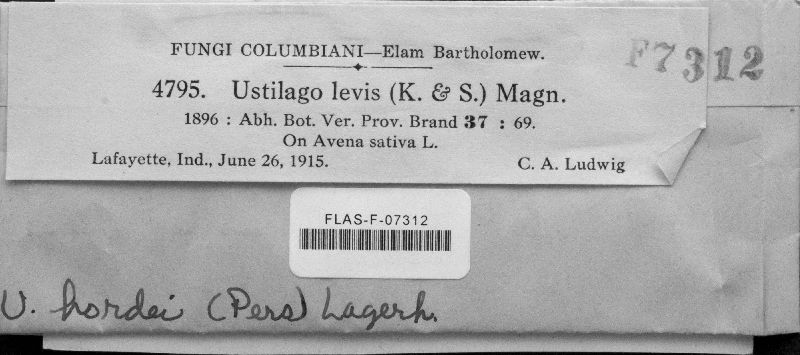 FUNGI COLUMBIANI—Elam Bartholomew.
F7312
4795. Ustilago levis (K. & S.) Magn.
1896 : Abh. Bot. Ver. Prov. Brand 37 : 69.
On Avena sativa L.
Lafayette, Ind., June 26, 1915. C. A. Ludwig
FLAS-F-07312
U. hordei (Pers) Lagerh.